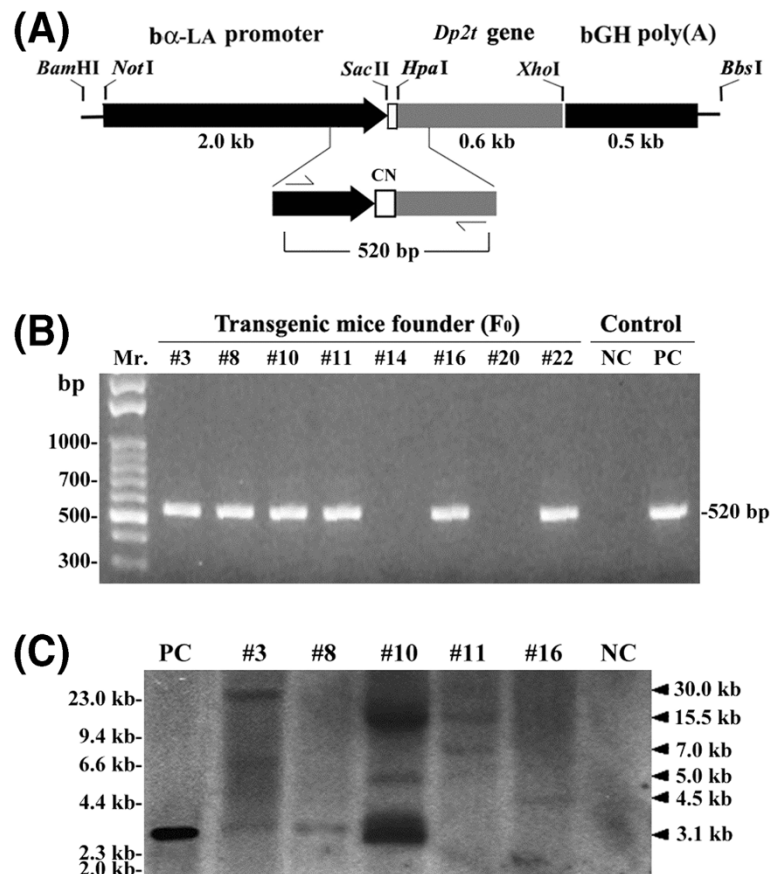 (A)
bα-LA promoter Dp2t gene bGH poly(A)
BamHI NotI SacII HpaI XhoI BbsI
2.0 kb 0.6 kb 0.5 kb
CN
520 bp
(B)
Transgenic mice founder (F0) Control
Mr. #3 #8 #10 #11 #14 #16 #20 #22 NC PC
bp
1000-
700-
500- -520 bp
300-
(C)
PC #3 #8 #10 #11 #16 NC
23.0 kb- 30.0 kb
15.5 kb
9.4 kb- 7.0 kb
6.6 kb- 5.0 kb
4.4 kb- 4.5 kb
3.1 kb
2.3 kb-
2.0 kb-